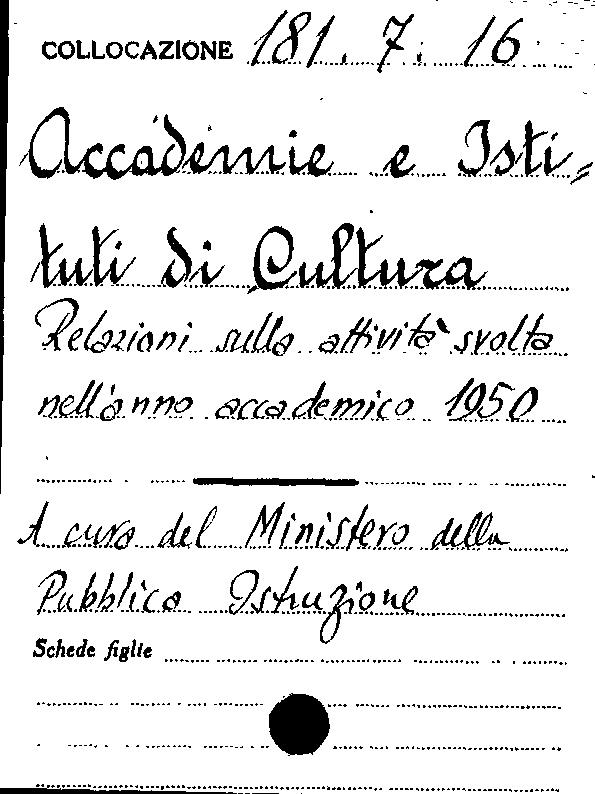 COLLOCAZIONE 181. 7. 16
Accademie e Isti-
tuti di Cultura
Relazioni sulla attività svolta
nell'anno accademico 1950
A cura del Ministero della
Pubblica Istruzione
Schede figlie